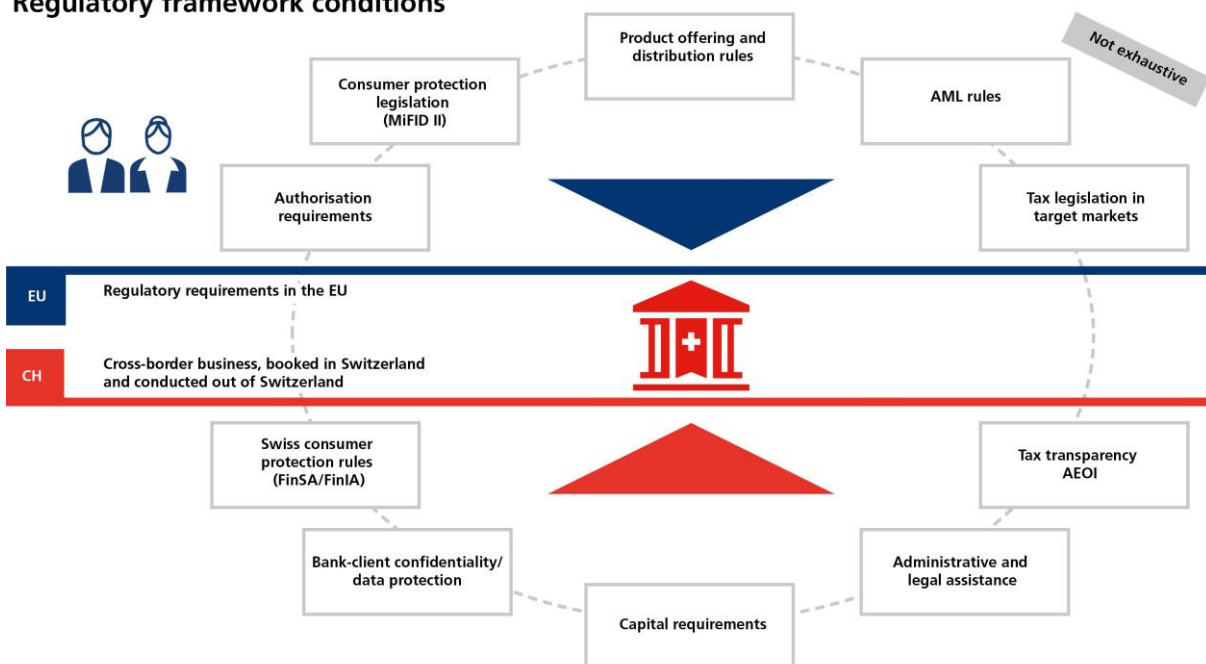 Regulatory framework conditions
Product offering and
distribution rules
Not exhaustive
Consumer protection
legislation
(MiFID II)
AML rules
Authorisation
requirements
Tax legislation in
target markets
EU
Regulatory requirements in the EU
CH
Cross-border business, booked in Switzerland
and conducted out of Switzerland
Swiss consumer
protection rules
(FinSA/FinIA)
Tax transparency
AEOI
Bank-client confidentiality/
data protection
Administrative and
legal assistance
Capital requirements